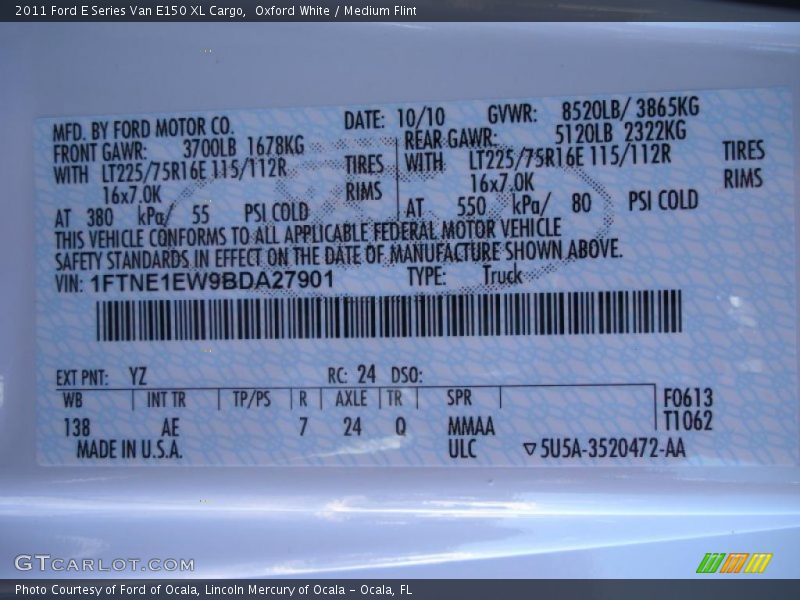 2011 Ford E Series Van E150 XL Cargo, Oxford White / Medium Flint
MFD. BY FORD MOTOR CO. DATE: 10/10 GVWR: 8520LB/ 3865KG
FRONT GAWR: 3700LB 1678KG REAR GAWR: 5120LB 2322KG
WITH LT225/75R16E 115/112R TIRES WITH LT225/75R16E 115/112R TIRES
16x7.0K RIMS 16x7.0K RIMS
AT 380 kPa/ 55 PSI COLD AT 550 kPa/ 80 PSI COLD
THIS VEHICLE CONFORMS TO ALL APPLICABLE FEDERAL MOTOR VEHICLE
SAFETY STANDARDS IN EFFECT ON THE DATE OF MANUFACTURE SHOWN ABOVE.
VIN: 1FTNE1EW9BDA27901 TYPE: Truck
EXT PNT: YZ RC: 24 DSO:
WB INT TR TP/PS R AXLE TR SPR F0613
138 AE 7 24 Q MMAA T1062
MADE IN U.S.A. ULC ▽5U5A-3520472-AA
GTCARLOT.COM
Photo Courtesy of Ford of Ocala, Lincoln Mercury of Ocala - Ocala, FL